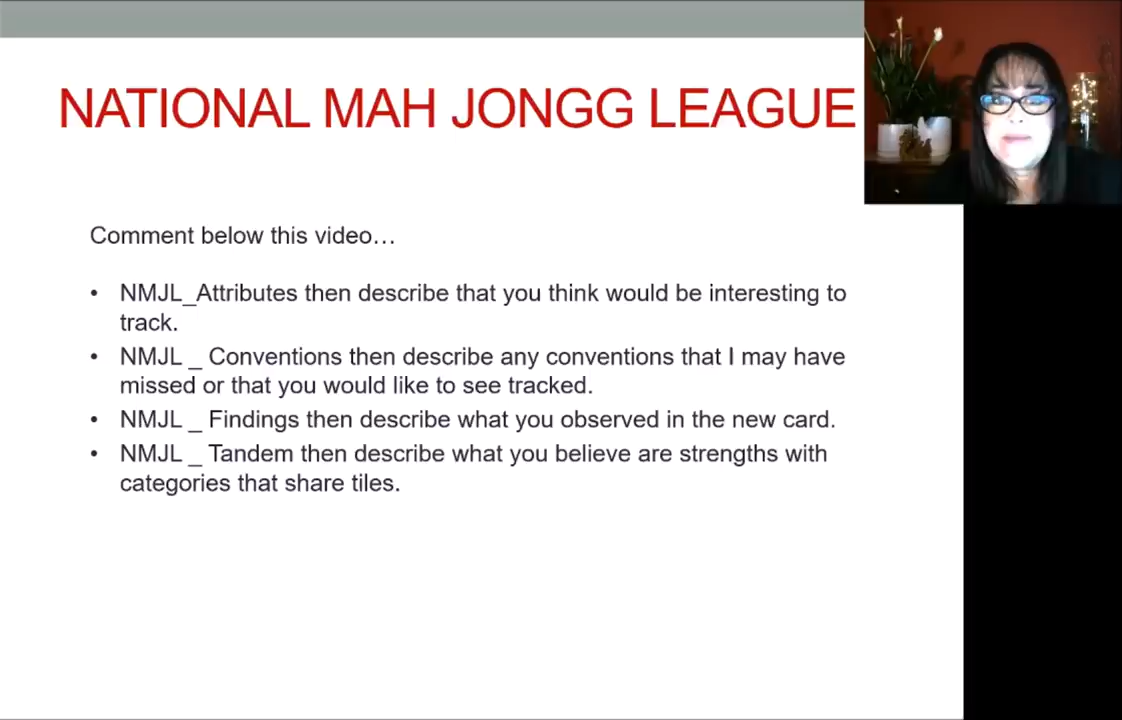 NATIONAL MAH JONGG LEAGUE
Comment below this video…
• NMJL_Attributes then describe that you think would be interesting to
track.
• NMJL _ Conventions then describe any conventions that I may have
missed or that you would like to see tracked.
• NMJL _ Findings then describe what you observed in the new card.
• NMJL _ Tandem then describe what you believe are strengths with
categories that share tiles.